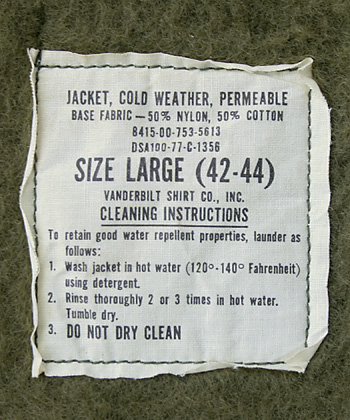 JACKET, COLD WEATHER, PERMEABLE
BASE FABRIC — 50% NYLON, 50% COTTON
8415-00-753-5613
DSA100-77-C-1356
SIZE LARGE (42-44)
VANDERBILT SHIRT CO., INC.
CLEANING INSTRUCTIONS
To retain good water repellent properties, launder as
follows:
1. Wash jacket in hot water (120°-140° Fahrenheit)
using detergent.
2. Rinse thoroughly 2 or 3 times in hot water.
Tumble dry.
3. DO NOT DRY CLEAN